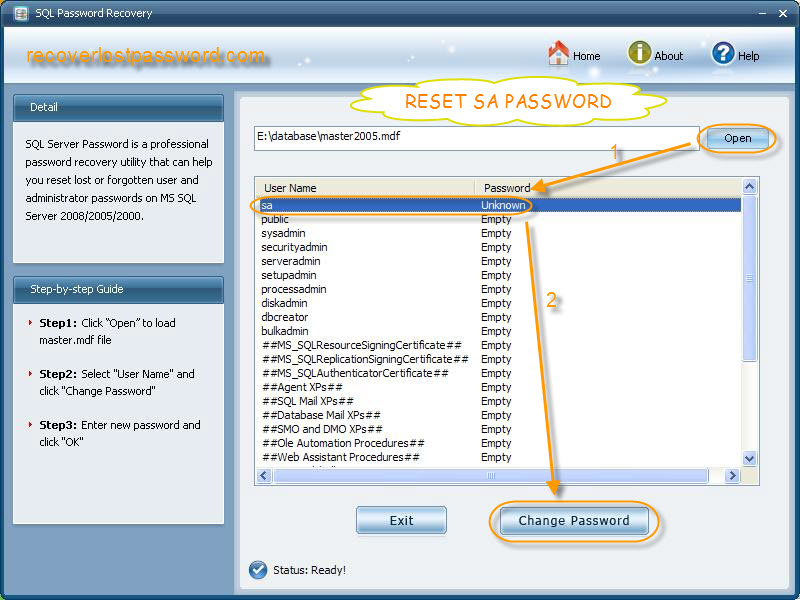 SQL Password Recovery
recoverlostpassword.com
Home
About
Help
Detail
SQL Server Password is a professional
password recovery utility that can help
you reset lost or forgotten user and
administrator passwords on MS SQL
Server 2008/2005/2000.
Step-by-step Guide
Step1: Click "Open" to load
master.mdf file
Step2: Select "User Name" and
click "Change Password"
Step3: Enter new password and
click "OK"
RESET SA PASSWORD
E:\database\master2005.mdf
Open
1
User Name Password
sa Unknown
public Empty
sysadmin Empty
securityadmin Empty
serveradmin Empty
setupadmin Empty
processadmin Empty
diskadmin Empty
dbcreator Empty
bulkadmin Empty
##MS_SQLResourceSigningCertificate## Empty
##MS_SQLReplicationSigningCertificate## Empty
##MS_SQLAuthenticatorCertificate## Empty
##Agent XPs## Empty
##SQL Mail XPs## Empty
##Database Mail XPs## Empty
##SMO and DMO XPs## Empty
##Ole Automation Procedures## Empty
##Web Assistant Procedures## Empty
2
Exit
Change Password
Status: Ready!